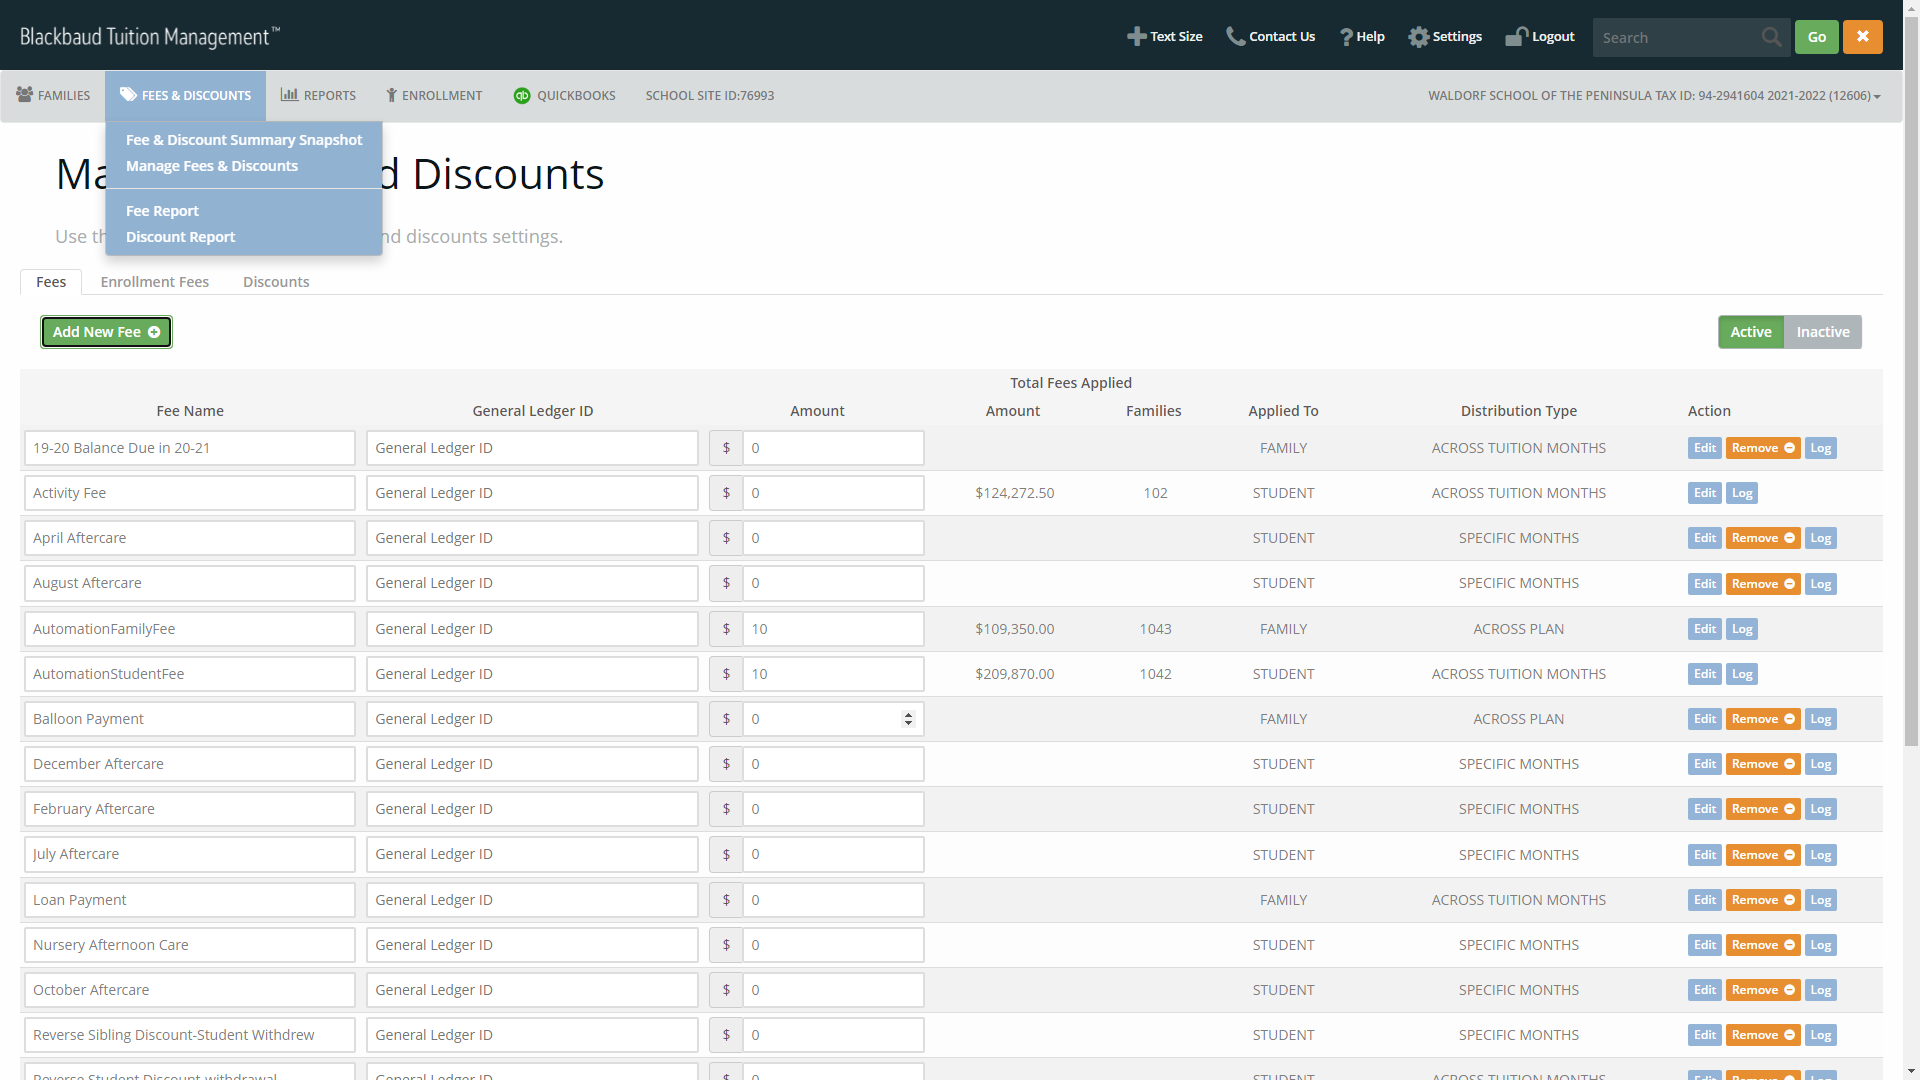 Blackbaud Tuition Management™
Text Size
Contact Us
Help
Settings
Logout
Search
Go
FAMILIES
FEES & DISCOUNTS
REPORTS
ENROLLMENT
qb QUICKBOOKS
SCHOOL SITE ID:76993
WALDORF SCHOOL OF THE PENINSULA TAX ID: 94-2941604 2021-2022 (12606)
Fee & Discount Summary Snapshot
Manage Fees & Discounts
Fee Report
Discount Report
Ma d Discounts
Use th nd discounts settings.
Fees
Enrollment Fees
Discounts
Add New Fee
Active
Inactive
Total Fees Applied
Fee Name General Ledger ID Amount Amount Families Applied To Distribution Type Action
19-20 Balance Due in 20-21 General Ledger ID $ 0 FAMILY ACROSS TUITION MONTHS Edit Remove Log
Activity Fee General Ledger ID $ 0 $124,272.50 102 STUDENT ACROSS TUITION MONTHS Edit Log
April Aftercare General Ledger ID $ 0 STUDENT SPECIFIC MONTHS Edit Remove Log
August Aftercare General Ledger ID $ 0 STUDENT SPECIFIC MONTHS Edit Remove Log
AutomationFamilyFee General Ledger ID $ 10 $109,350.00 1043 FAMILY ACROSS PLAN Edit Log
AutomationStudentFee General Ledger ID $ 10 $209,870.00 1042 STUDENT ACROSS TUITION MONTHS Edit Log
Balloon Payment General Ledger ID $ 0 FAMILY ACROSS PLAN Edit Remove Log
December Aftercare General Ledger ID $ 0 STUDENT SPECIFIC MONTHS Edit Remove Log
February Aftercare General Ledger ID $ 0 STUDENT SPECIFIC MONTHS Edit Remove Log
July Aftercare General Ledger ID $ 0 STUDENT SPECIFIC MONTHS Edit Remove Log
Loan Payment General Ledger ID $ 0 FAMILY ACROSS TUITION MONTHS Edit Remove Log
Nursery Afternoon Care General Ledger ID $ 0 STUDENT SPECIFIC MONTHS Edit Remove Log
October Aftercare General Ledger ID $ 0 STUDENT SPECIFIC MONTHS Edit Remove Log
Reverse Sibling Discount-Student Withdrew General Ledger ID $ 0 STUDENT SPECIFIC MONTHS Edit Remove Log
Reverse Student Discount-withdrawal General Ledger ID $ 0 STUDENT ACROSS TUITION MONTHS Edit Remove Log